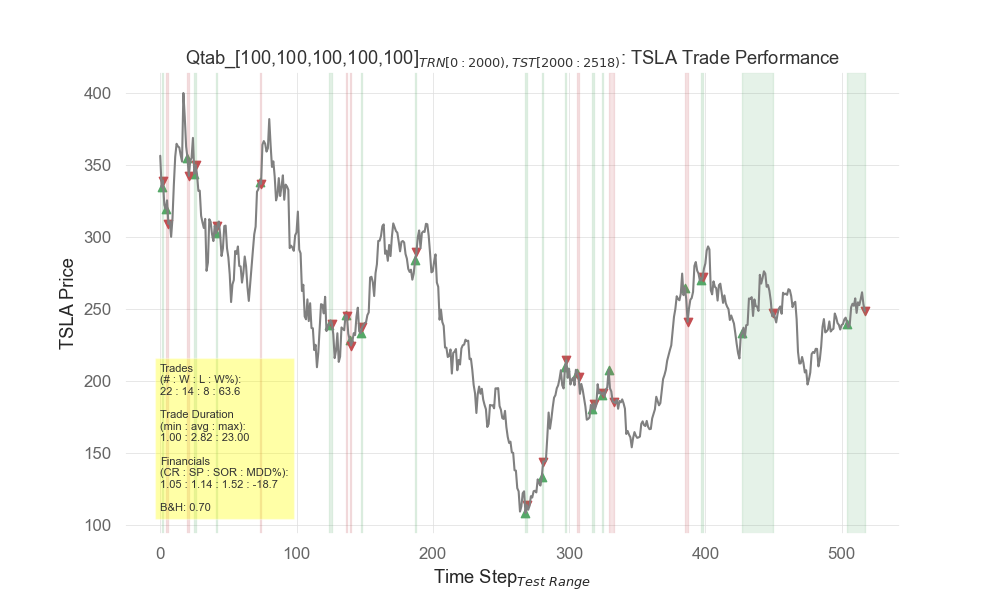 Qtab_[100,100,100,100,100]TRN[0 : 2000), TST[2000 : 2518): TSLA Trade Performance
400
350
300
250
200
150
100
TSLA Price
Trades
(# : W : L : W%):
22 : 14 : 8 : 63.6
Trade Duration
(min : avg : max):
1.00 : 2.82 : 23.00
Financials
(CR : SP : SOR : MDD%):
1.05 : 1.14 : 1.52 : -18.7
B&H: 0.70
0 100 200 300 400 500
Time StepTest Range